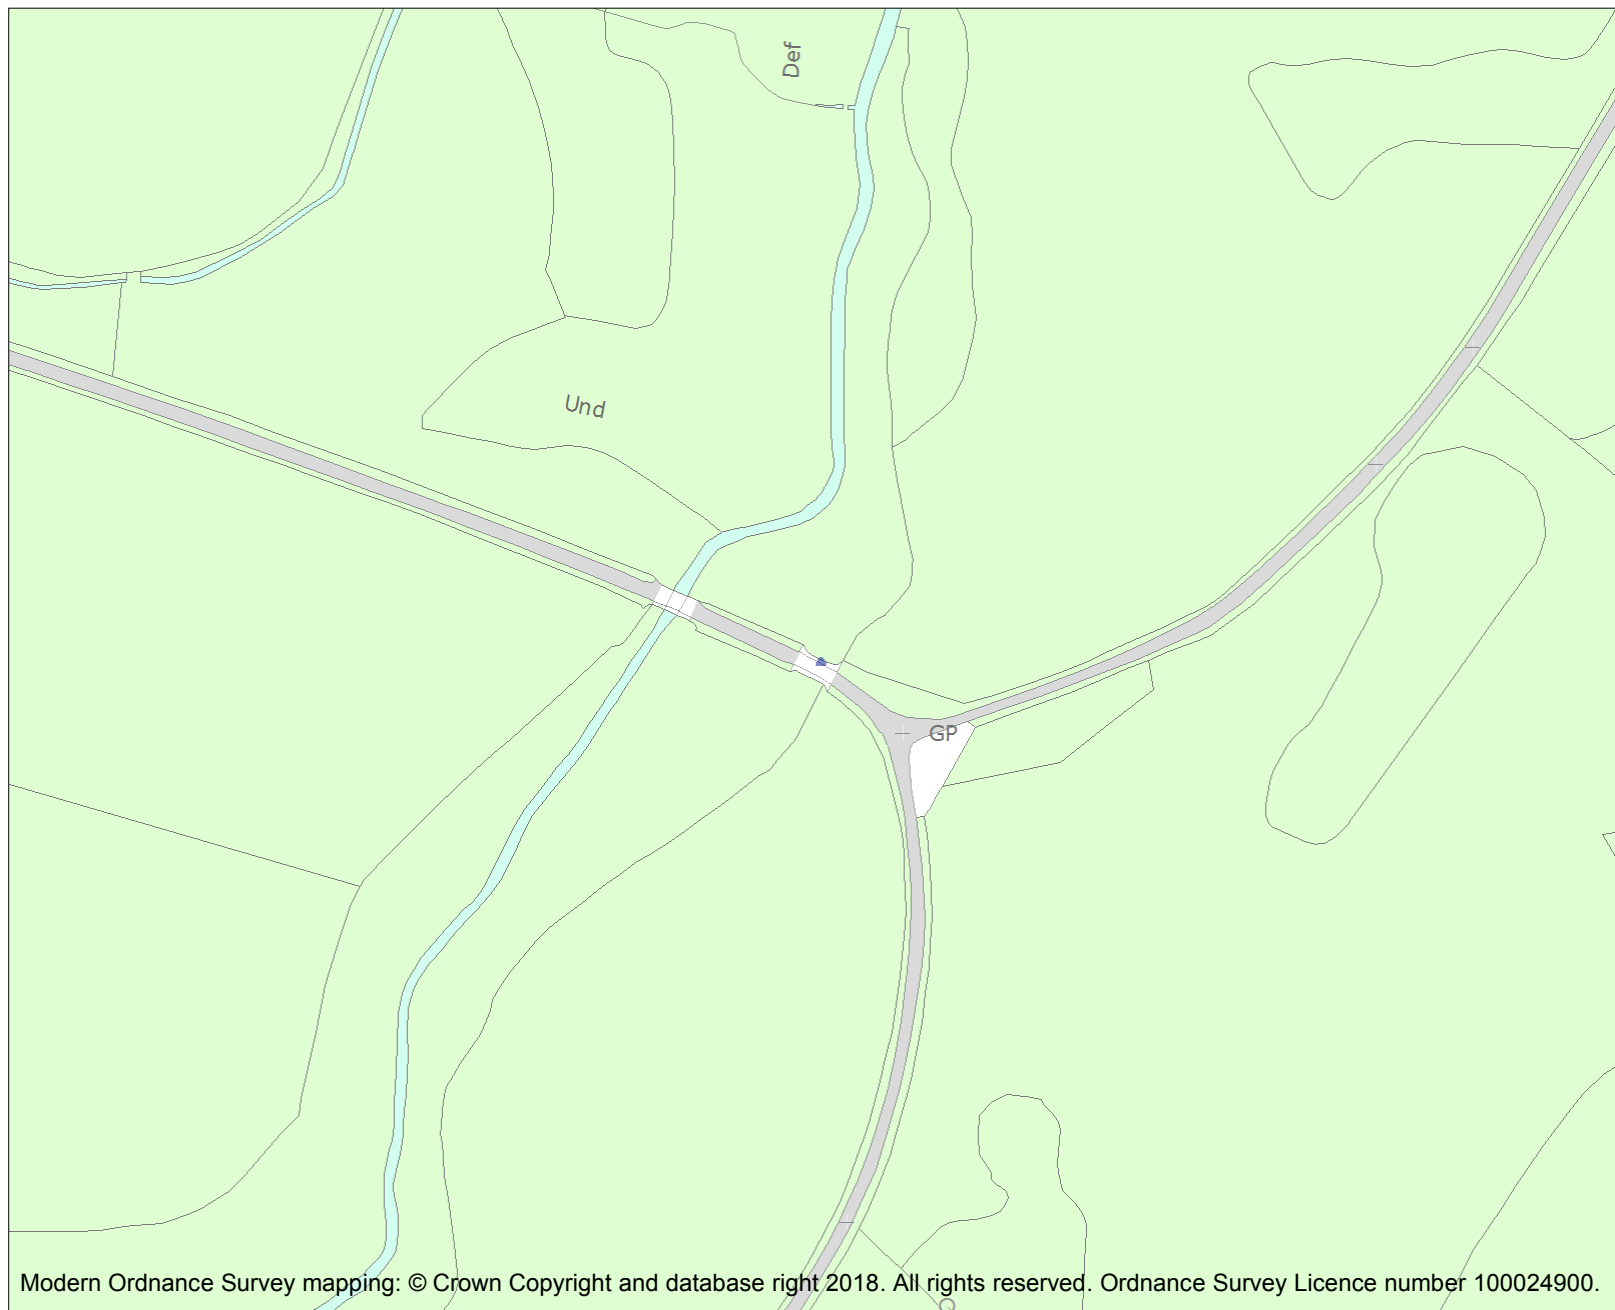 Def
Und
GP
Modern Ordnance Survey mapping: © Crown Copyright and database right 2018. All rights reserved. Ordnance Survey Licence number 100024900.